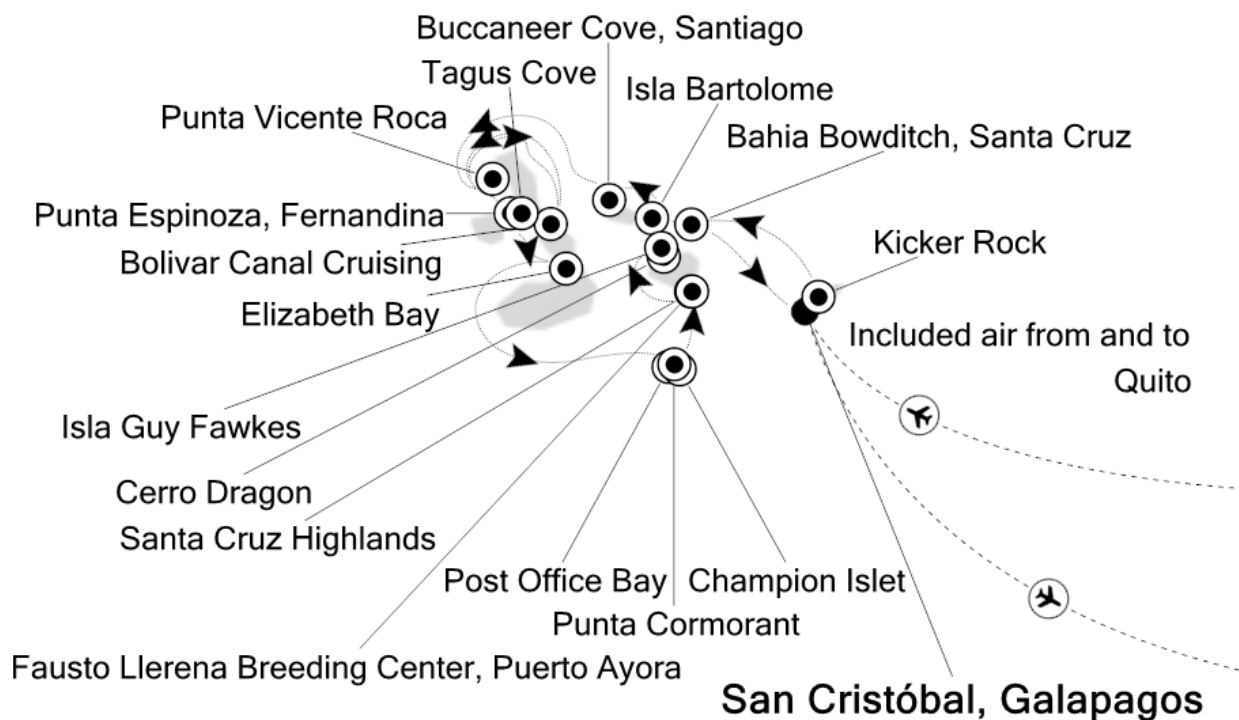 Buccaneer Cove, Santiago
Tagus Cove
Isla Bartolome
Punta Vicente Roca
Bahia Bowditch, Santa Cruz
Punta Espinoza, Fernandina
Kicker Rock
Bolivar Canal Cruising
Elizabeth Bay
Included air from and to
Quito
Isla Guy Fawkes
Cerro Dragon
Santa Cruz Highlands
Post Office Bay
Champion Islet
Punta Cormorant
Fausto Llerena Breeding Center, Puerto Ayora
San Cristóbal, Galapagos